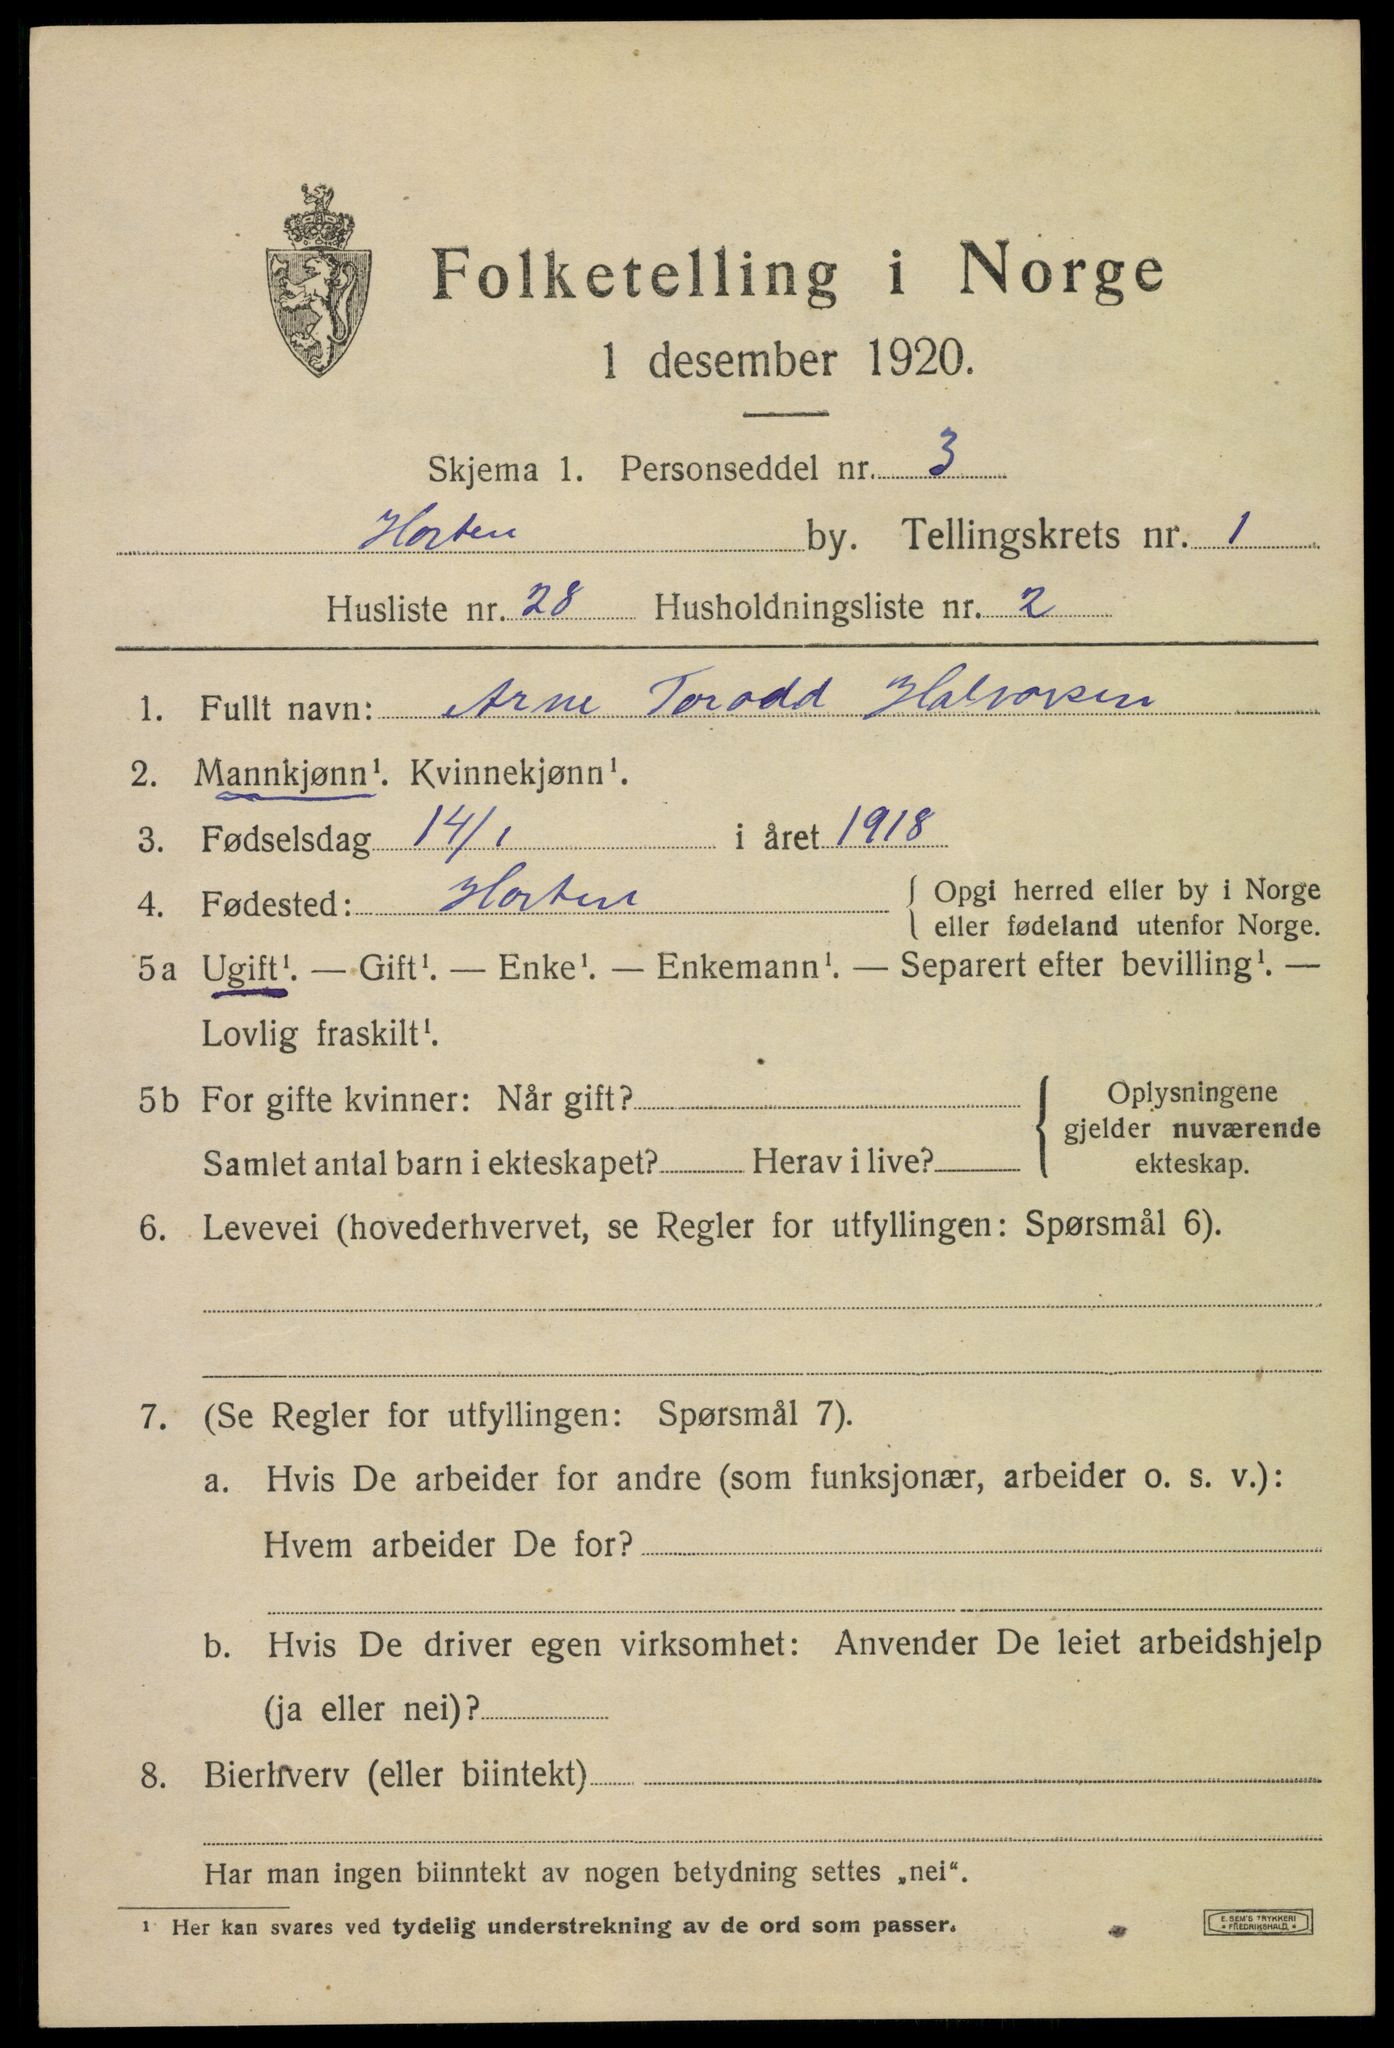 Folketelling i Norge
1 desember 1920.
Skjema 1. Personseddel nr. 3
Horten by. Tellingskrets nr. 1
Husliste nr. 28 Husholdningsliste nr. 2
1. Fullt navn: Arne Torodd Halvorsen
2. Mannkjønn¹. Kvinnekjønn¹.
3. Fødselsdag 14/1 i året 1918
4. Fødested: Horten { Opgi herred eller by i Norge
eller fødeland utenfor Norge.
5a Ugift¹. — Gift¹. — Enke¹. — Enkemann¹. — Separert efter bevilling¹. —
Lovlig fraskilt¹.
5b For gifte kvinner: Når gift? { Oplysningene
gjelder nuværende
Samlet antal barn i ekteskapet? Herav i live? ekteskap.
6. Levevei (hovederhvervet, se Regler for utfyllingen: Spørsmål 6).
7. (Se Regler for utfyllingen: Spørsmål 7).
a. Hvis De arbeider for andre (som funksjonær, arbeider o. s. v.):
Hvem arbeider De for?
b. Hvis De driver egen virksomhet: Anvender De leiet arbeidshjelp
(ja eller nei)?
8. Bierhverv (eller biintekt)
Har man ingen biinntekt av nogen betydning settes „nei“.
¹ Her kan svares ved tydelig understrekning av de ord som passer.
E. SEM'S TRYKKERI
* FREDRIKSHALD. *